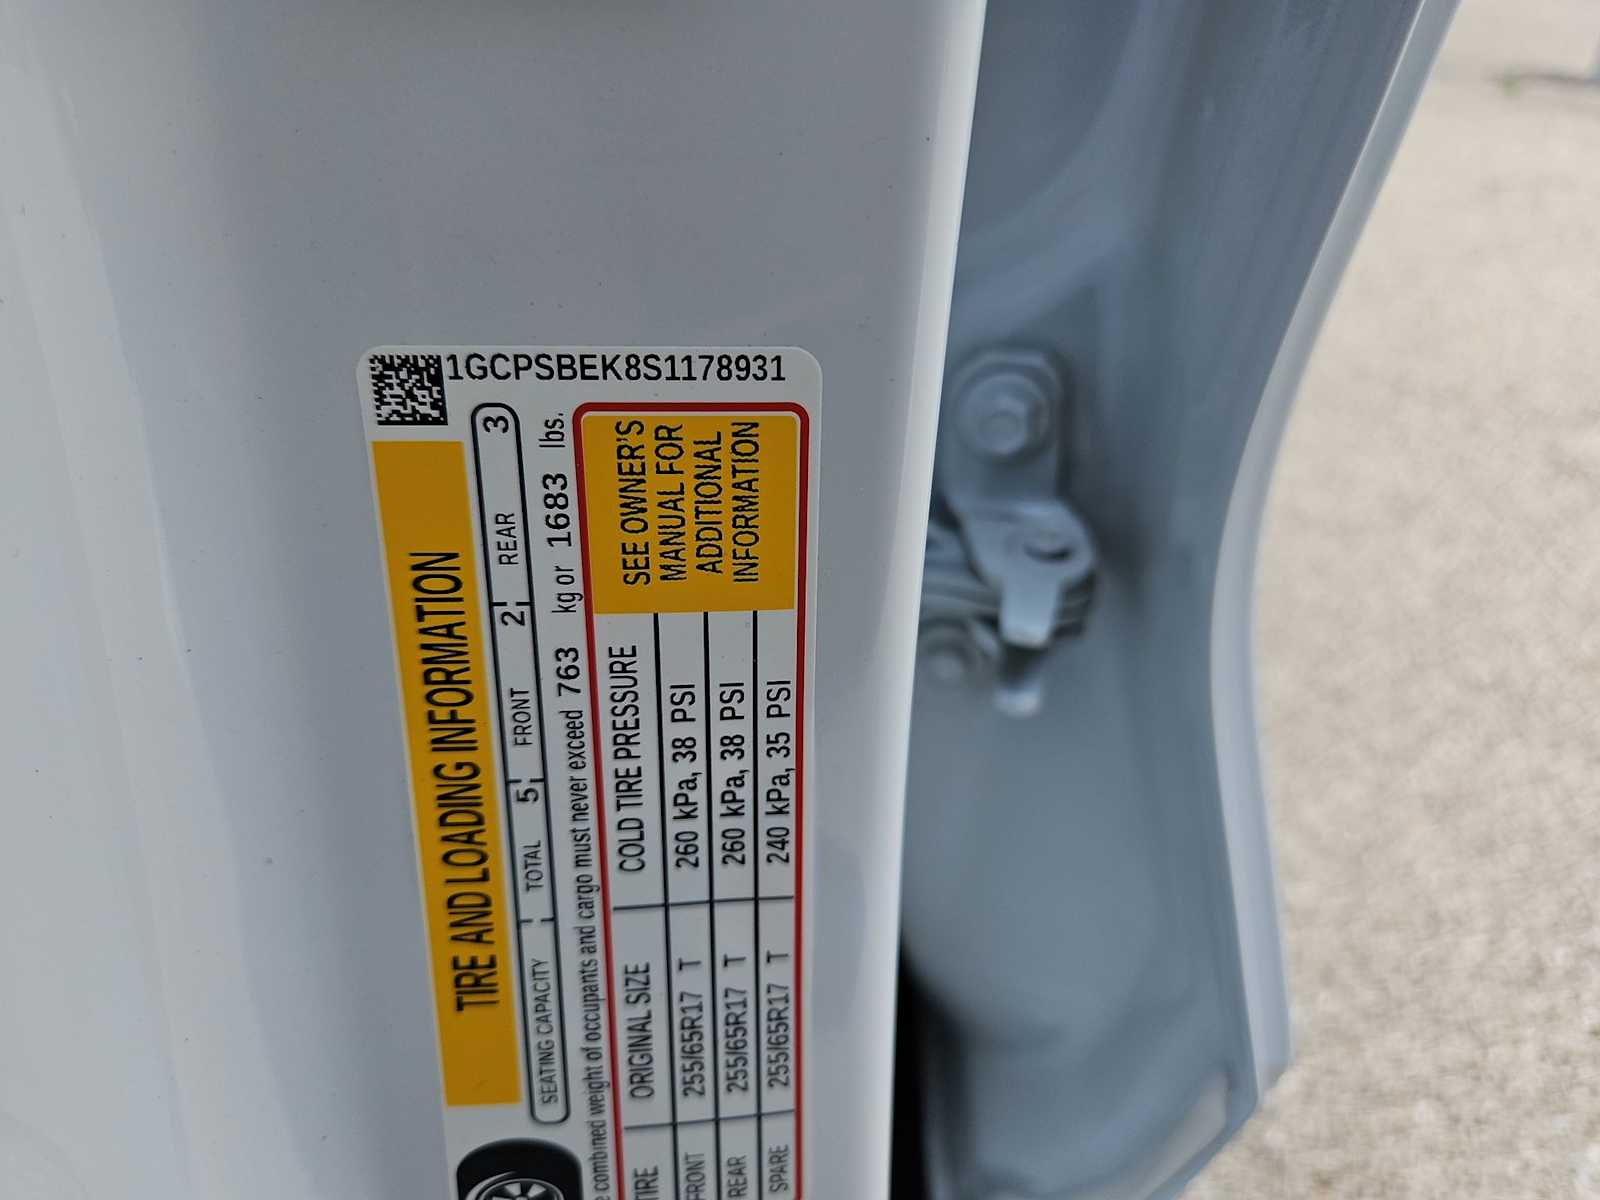 1GCPSBEK8S1178931
TIRE AND LOADING INFORMATION
SEATING CAPACITY TOTAL 5 FRONT 2 REAR 3
combined weight of occupants and cargo must never exceed 763 kg or 1683 lbs.
ORIGINAL SIZE COLD TIRE PRESSURE
FRONT 255/65R17 T 260 kPa, 38 PSI
REAR 255/65R17 T 260 kPa, 38 PSI
SPARE 255/65R17 T 240 kPa, 35 PSI
SEE OWNER'S
MANUAL FOR
ADDITIONAL
INFORMATION